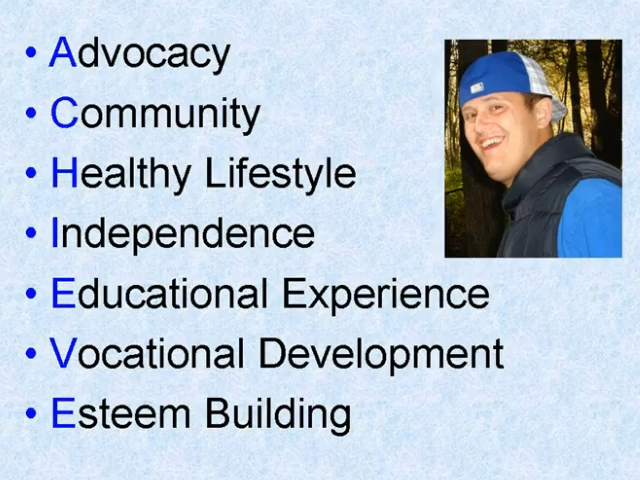 • Advocacy
• Community
• Healthy Lifestyle
• Independence
• Educational Experience
• Vocational Development
• Esteem Building